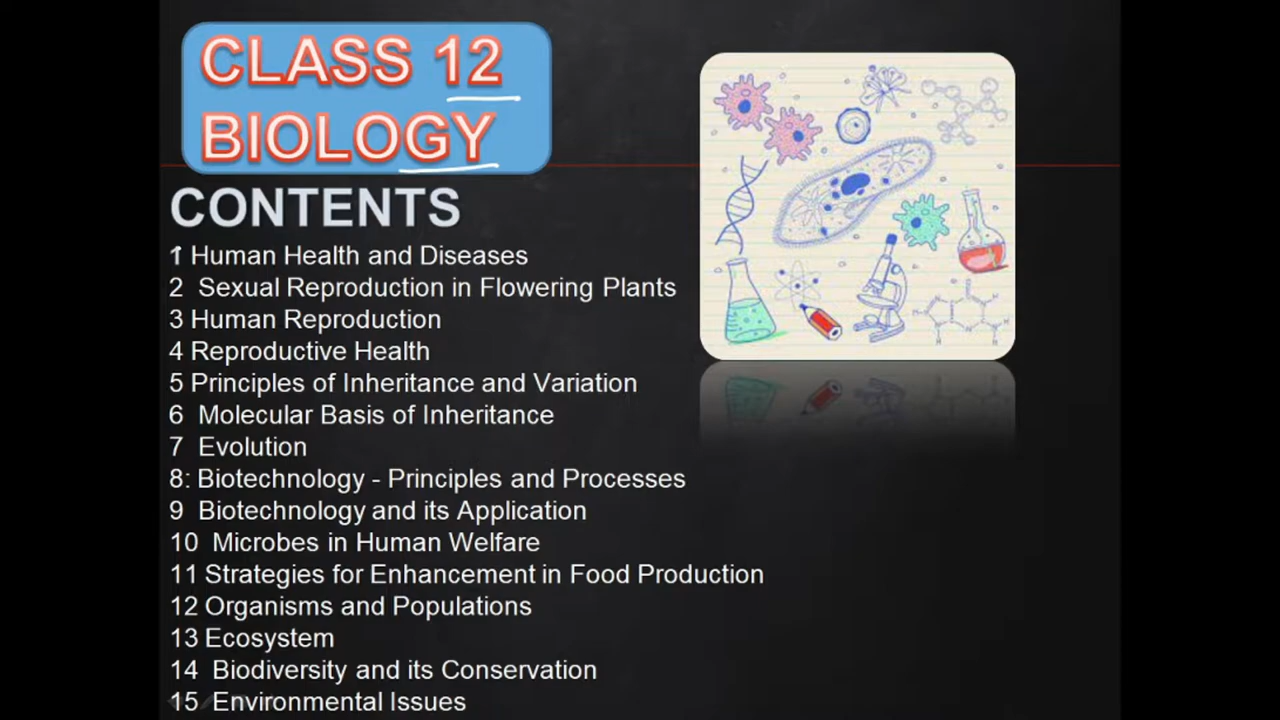 CLASS 12
BIOLOGY
CONTENTS
1 Human Health and Diseases
2 Sexual Reproduction in Flowering Plants
3 Human Reproduction
4 Reproductive Health
5 Principles of Inheritance and Variation
6 Molecular Basis of Inheritance
7 Evolution
8: Biotechnology - Principles and Processes
9 Biotechnology and its Application
10 Microbes in Human Welfare
11 Strategies for Enhancement in Food Production
12 Organisms and Populations
13 Ecosystem
14 Biodiversity and its Conservation
15 Environmental Issues